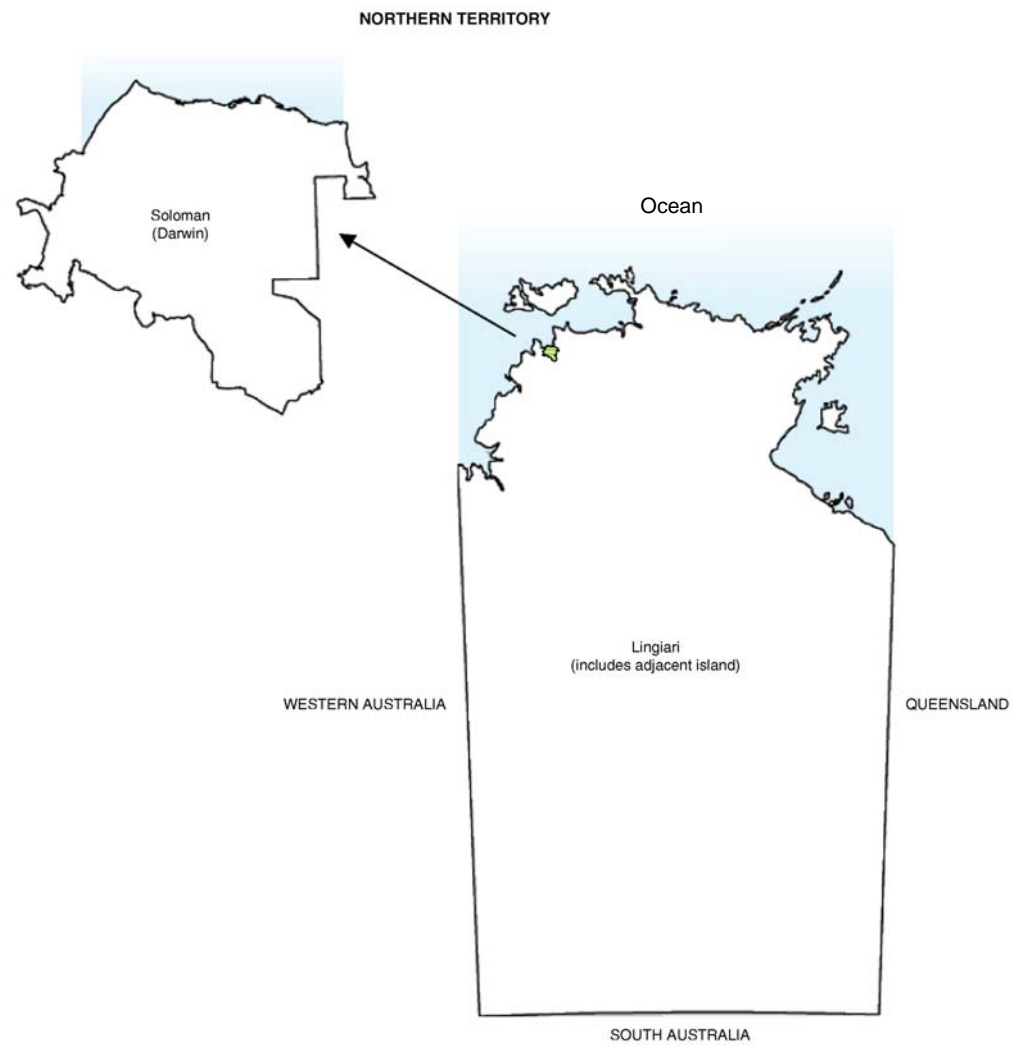 NORTHERN TERRITORY
Soloman
(Darwin)
Ocean
Lingiari
(includes adjacent island)
WESTERN AUSTRALIA
QUEENSLAND
SOUTH AUSTRALIA